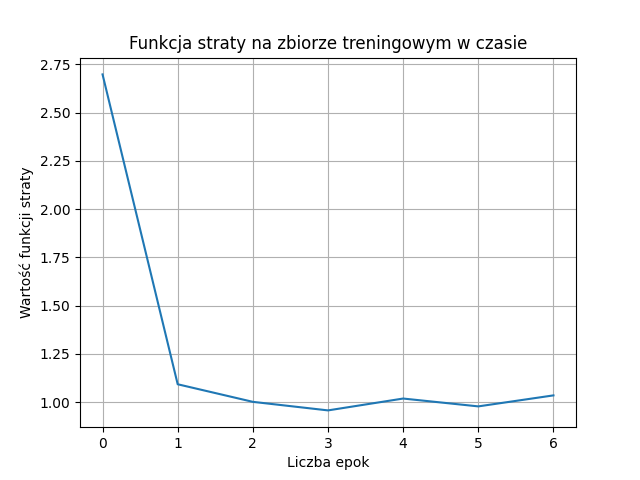 Funkcja straty na zbiorze treningowym w czasie
2.75
2.50
2.25
2.00
1.75
1.50
1.25
1.00
Wartość funkcji straty
0 1 2 3 4 5 6
Liczba epok